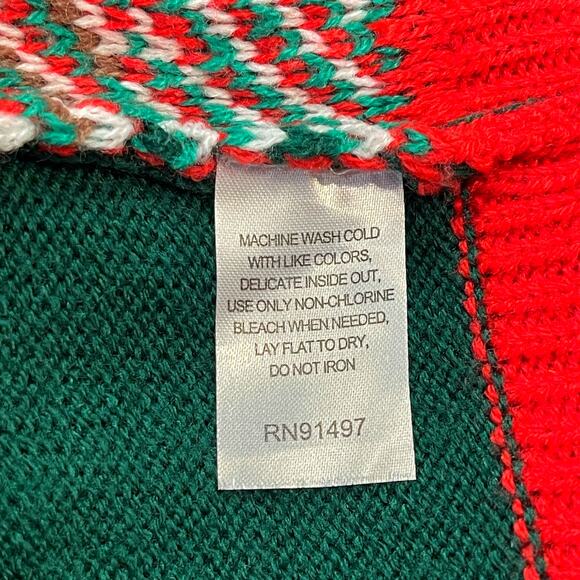 MACHINE WASH COLD
WITH LIKE COLORS,
DELICATE INSIDE OUT,
USE ONLY NON-CHLORINE
BLEACH WHEN NEEDED,
LAY FLAT TO DRY,
DO NOT IRON
RN91497